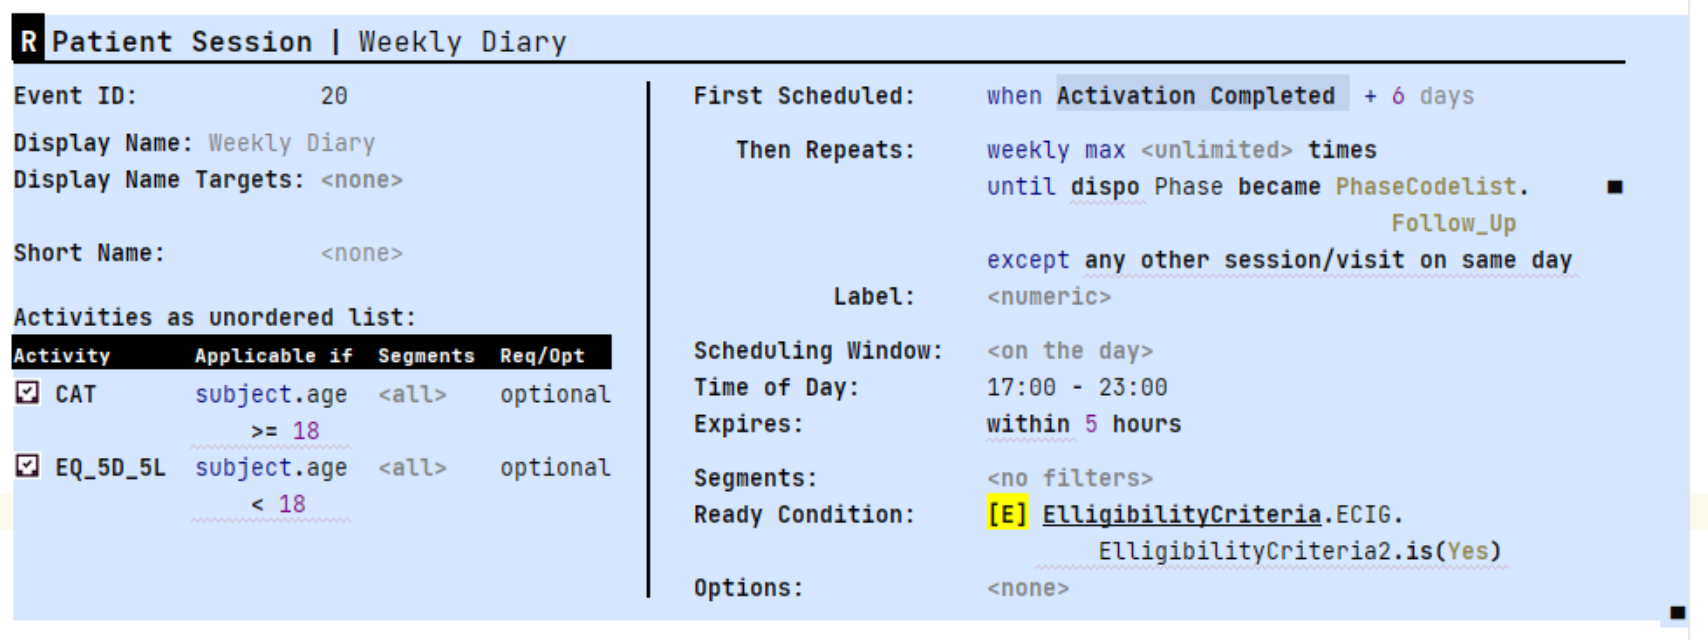 R Patient Session | Weekly Diary
Event ID: 20
Display Name: Weekly Diary
Display Name Targets: <none>
Short Name: <none>
Activities as unordered list:
Activity Applicable if Segments Req/Opt
CAT subject.age <all> optional
>= 18
EQ_5D_5L subject.age <all> optional
< 18
First Scheduled: when Activation Completed + 6 days
Then Repeats: weekly max <unlimited> times
until dispo Phase became PhaseCodelist.
Follow_Up
except any other session/visit on same day
Label: <numeric>
Scheduling Window: <on the day>
Time of Day: 17:00 - 23:00
Expires: within 5 hours
Segments: <no filters>
Ready Condition: [E] ElligibilityCriteria.ECIG.
ElligibilityCriteria2.is(Yes)
Options: <none>